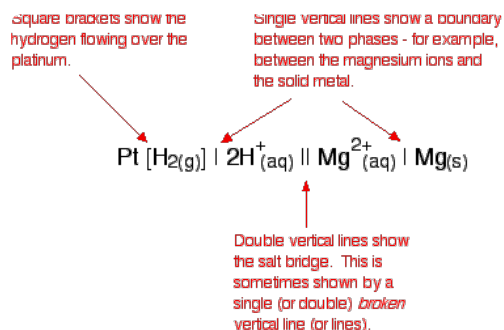 Square brackets show the
hydrogen flowing over the
platinum.
Single vertical lines show a boundary
between two phases - for example,
between the magnesium ions and
the solid metal.
Pt [H2(g)] | 2H+(aq) || Mg2+(aq) | Mg(s)
Double vertical lines show
the salt bridge. This is
sometimes shown by a
single (or double) broken
vertical line (or lines).